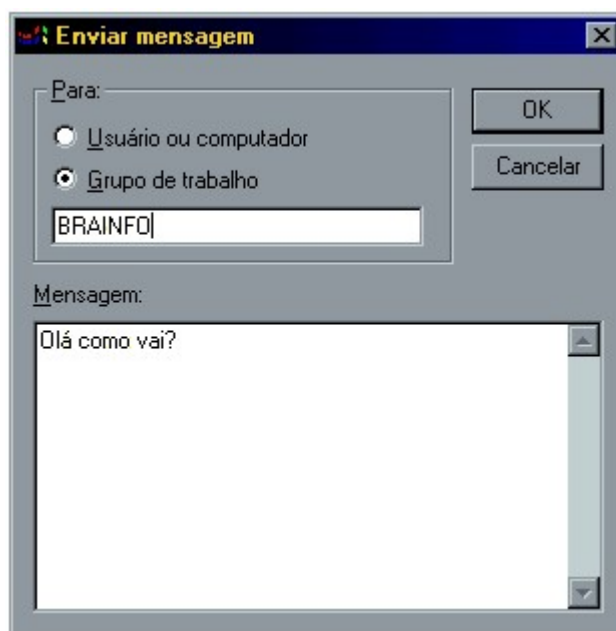 Enviar mensagem
Para:
Usuário ou computador
Grupo de trabalho
BRAINFO
OK
Cancelar
Mensagem:
Olá como vai?